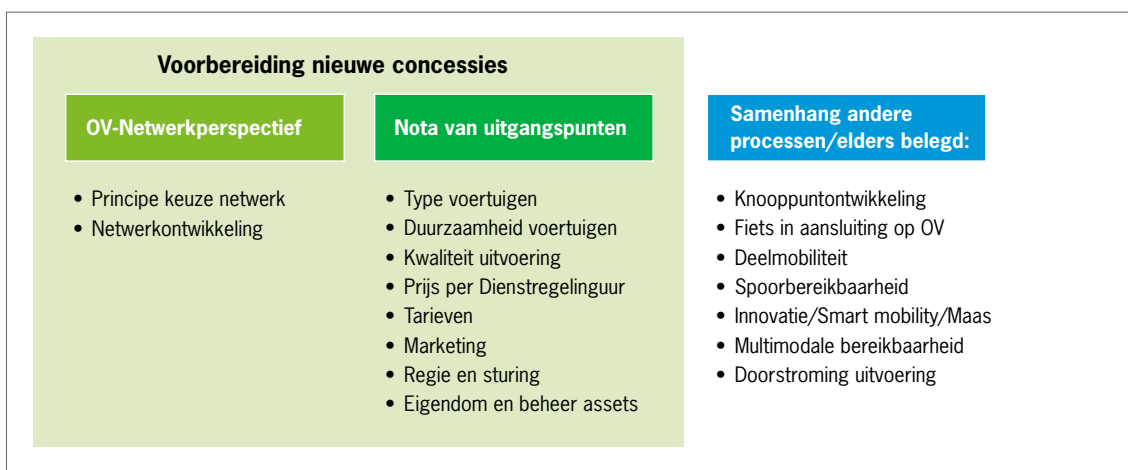 Voorbereiding nieuwe concessies
OV-Netwerkperspectief
• Principe keuze netwerk
• Netwerkontwikkeling
Nota van uitgangspunten
• Type voertuigen
• Duurzaamheid voertuigen
• Kwaliteit uitvoering
• Prijs per Dienstregelinguur
• Tarieven
• Marketing
• Regie en sturing
• Eigendom en beheer assets
Samenhang andere
processen/elders belegd:
• Knooppuntontwikkeling
• Fiets in aansluiting op OV
• Deelmobiliteit
• Spoorbereikbaarheid
• Innovatie/Smart mobility/Maas
• Multimodale bereikbaarheid
• Doorstroming uitvoering